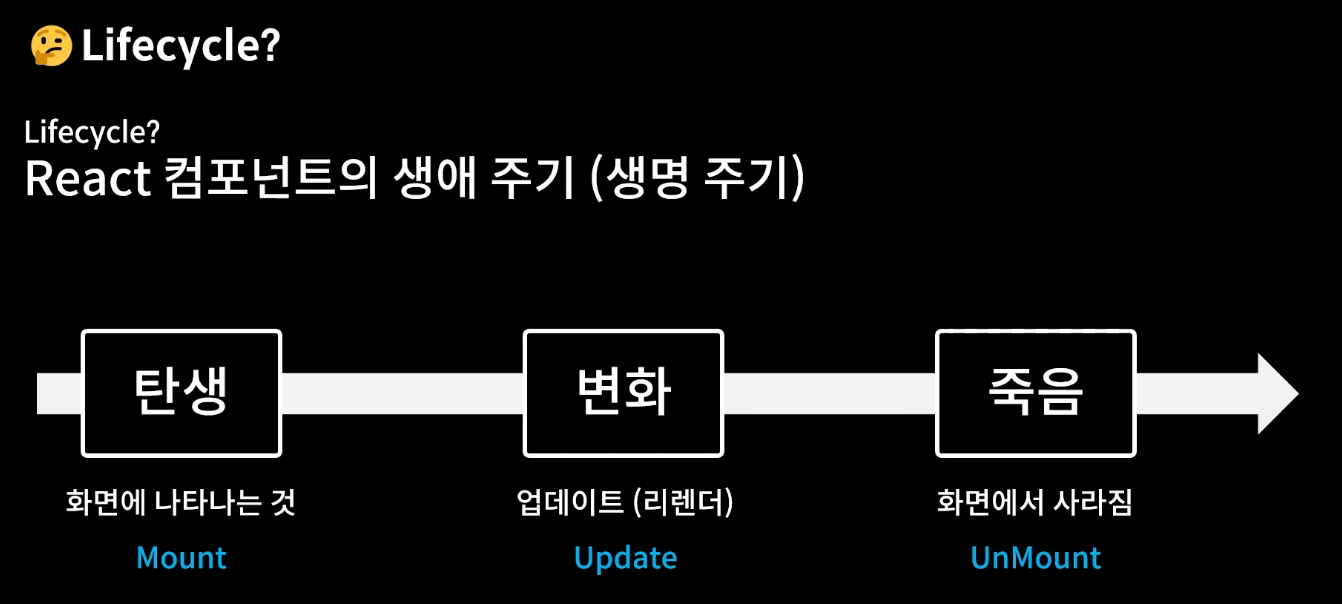 🤔Lifecycle?
Lifecycle?
React 컴포넌트의 생애 주기 (생명 주기)
탄생
변화
죽음
화면에 나타나는 것
업데이트 (리렌더)
화면에서 사라짐
Mount
Update
UnMount